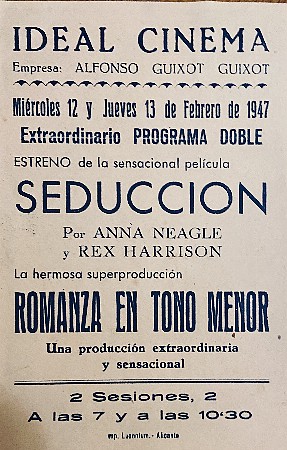 IDEAL CINEMA
Empresa: ALFONSO GUIXOT GUIXOT
Miércoles 12 y Jueves 13 de Febrero de 1947
Extraordinario PROGRAMA DOBLE
ESTRENO de la sensacional película
SEDUCCION
Por ANNA NEAGLE
y REX HARRISON
La hermosa superproducción
ROMANZA EN TONO MENOR
Una producción extraordinaria
y sensacional
2 Sesiones, 2
A las 7 y a las 10'30
Imp. Lucentum.- Alicante